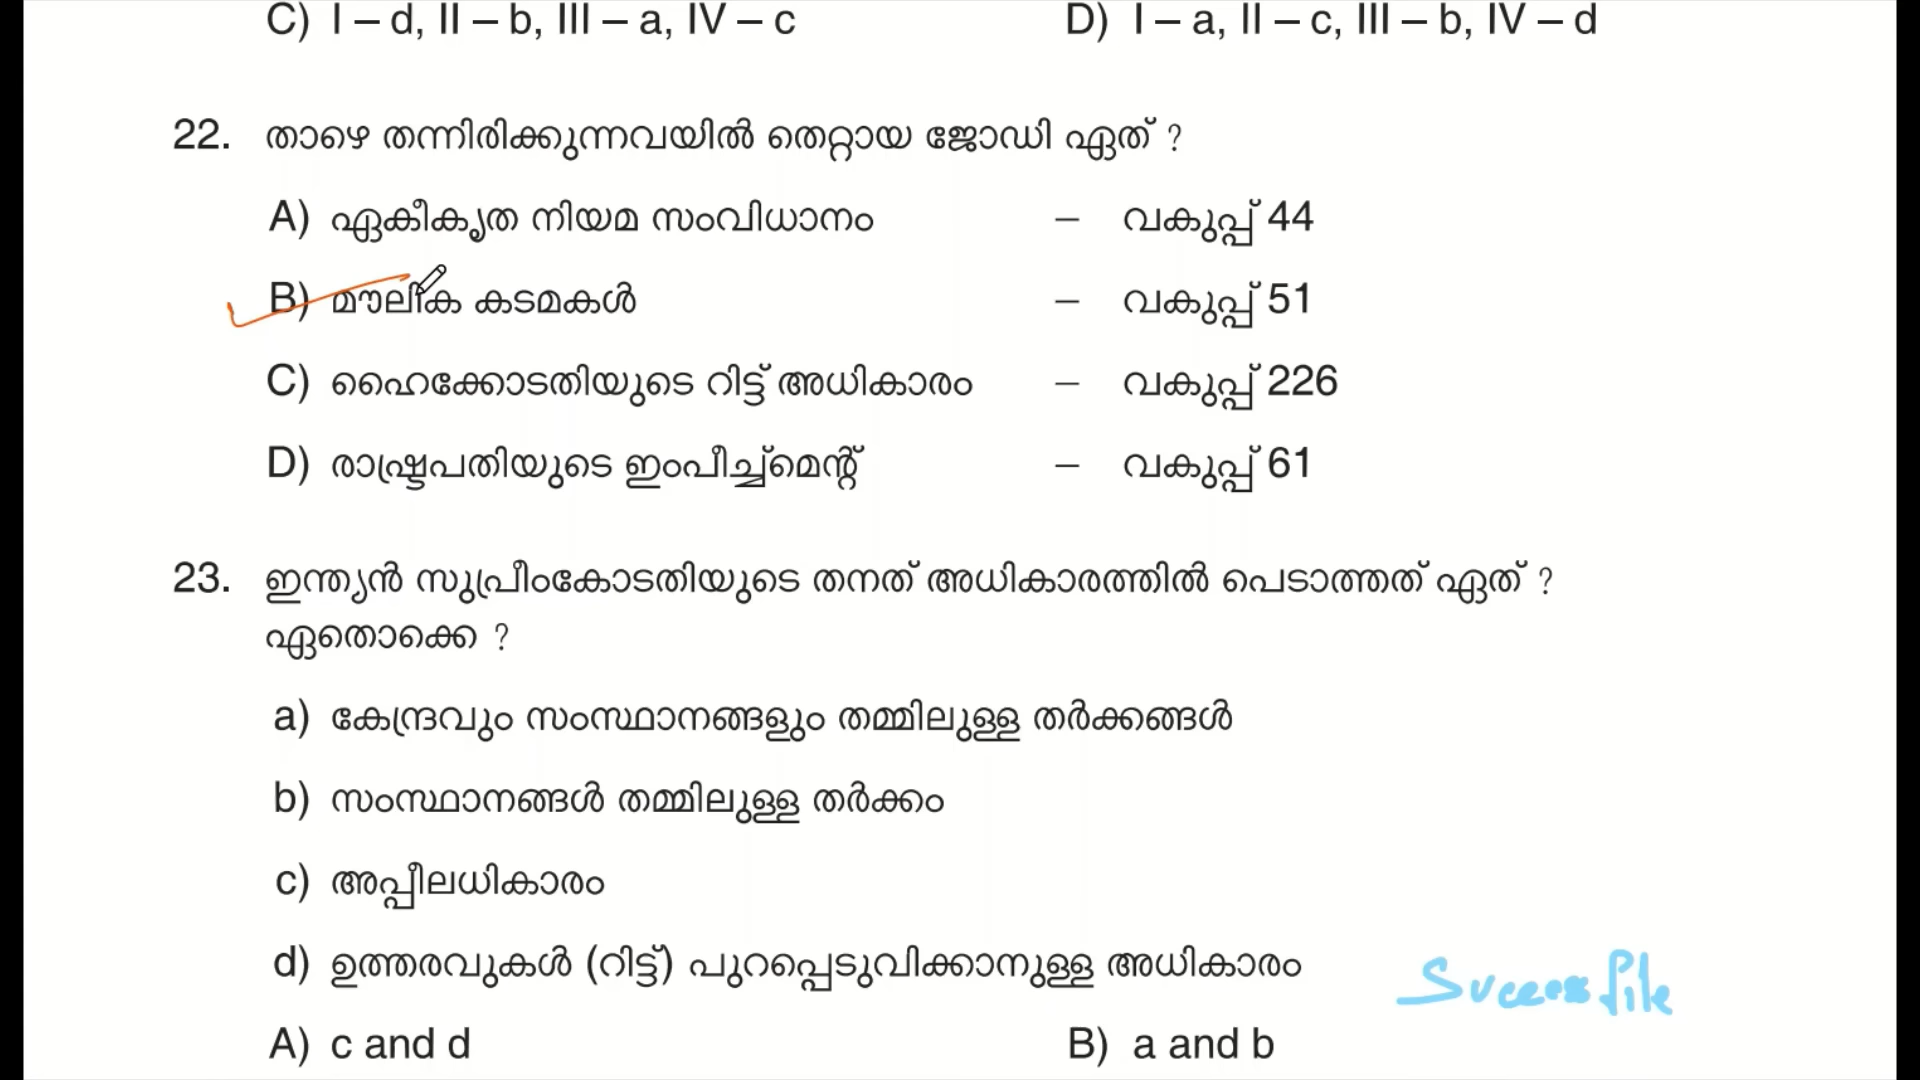 C) I – d, II – b, III – a, IV – c D) I – a, II – c, III – b, IV – d
22. താഴെ തന്നിരിക്കുന്നവയിൽ തെറ്റായ ജോഡി ഏത് ?
A) ഏകീകൃത നിയമ സംവിധാനം – വകുപ്പ് 44
B) മൗലിക കടമകൾ – വകുപ്പ് 51
C) ഹൈക്കോടതിയുടെ റിട്ട് അധികാരം – വകുപ്പ് 226
D) രാഷ്ട്രപതിയുടെ ഇംപീച്ച്മെന്റ് – വകുപ്പ് 61
23. ഇന്ത്യൻ സുപ്രീംകോടതിയുടെ തനത് അധികാരത്തിൽ പെടാത്തത് ഏത് ?
ഏതൊക്കെ ?
a) കേന്ദ്രവും സംസ്ഥാനങ്ങളും തമ്മിലുള്ള തർക്കങ്ങൾ
b) സംസ്ഥാനങ്ങൾ തമ്മിലുള്ള തർക്കം
c) അപ്പീലധികാരം
d) ഉത്തരവുകൾ (റിട്ട്) പുറപ്പെടുവിക്കാനുള്ള അധികാരം
Success file
A) c and d B) a and b